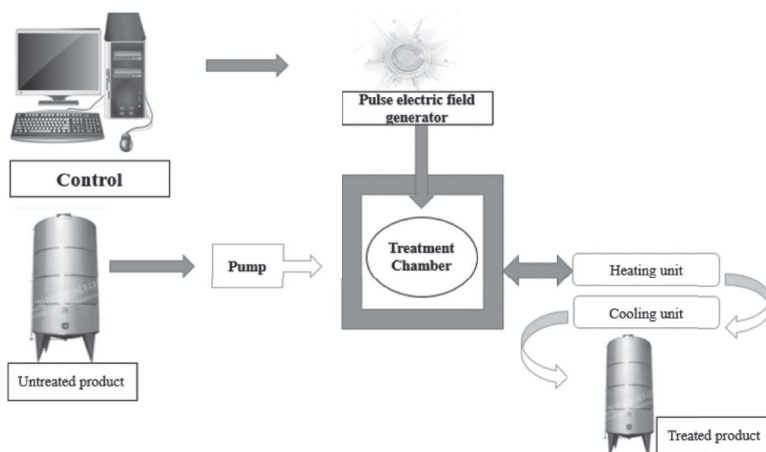 Pulse electric field
generator
Control
Treatment
Chamber
Pump
Heating unit
Cooling unit
Untreated product
Treated product